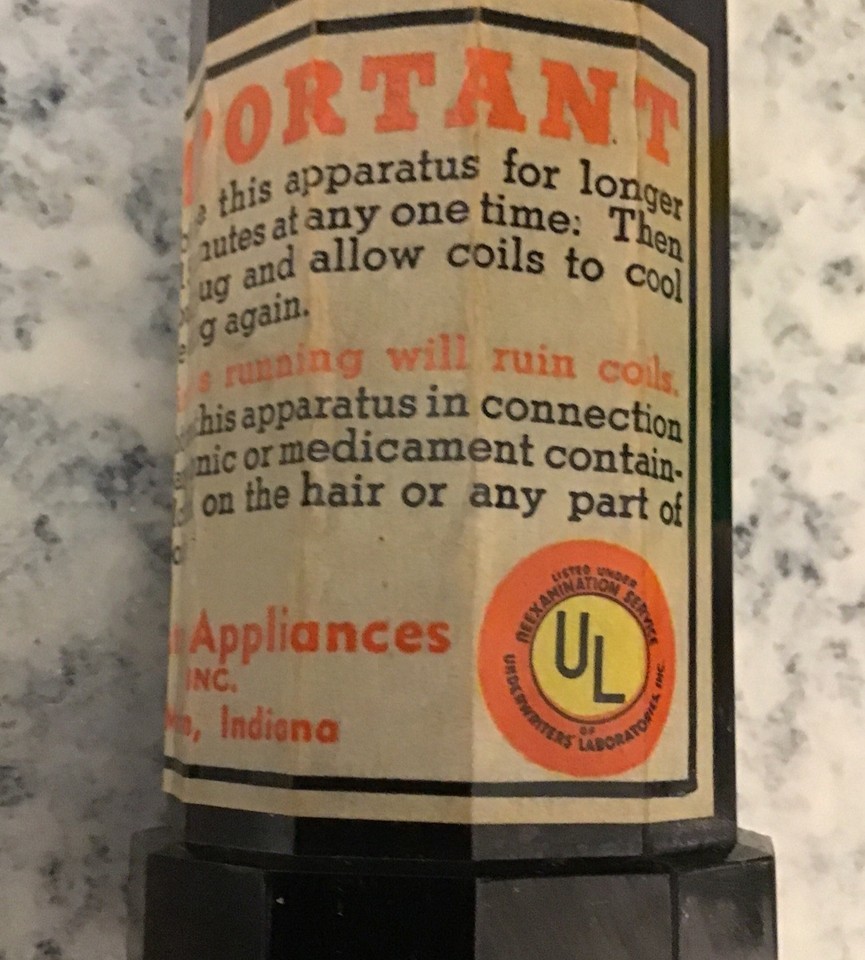 PORTANT
this apparatus for longer
nutes at any one time: Then
ug and allow coils to cool
g again.
s running will ruin coils.
his apparatus in connection
nic or medicament contain-
on the hair or any part of
Appliances
INC.
, Indiana
LISTED UNDER
REEXAMINATION SERVICE
UL
OF
UNDERWRITERS' LABORATORIES, INC.